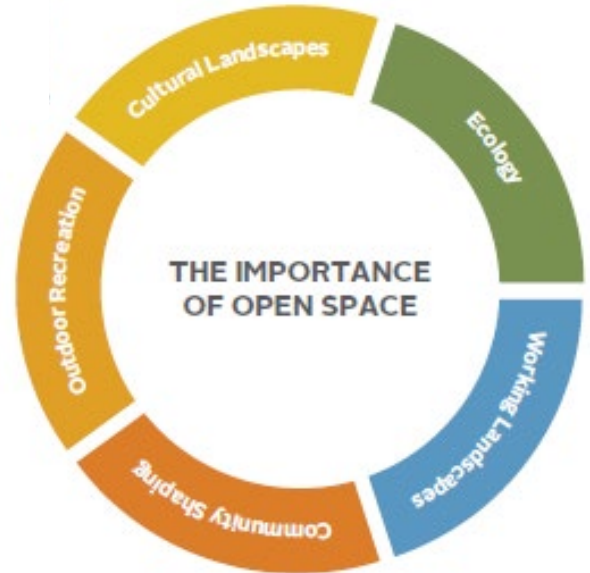 THE IMPORTANCE
OF OPEN SPACE
Ecology
Working Landscapes
Community Shaping
Outdoor Recreation
Cultural Landscapes